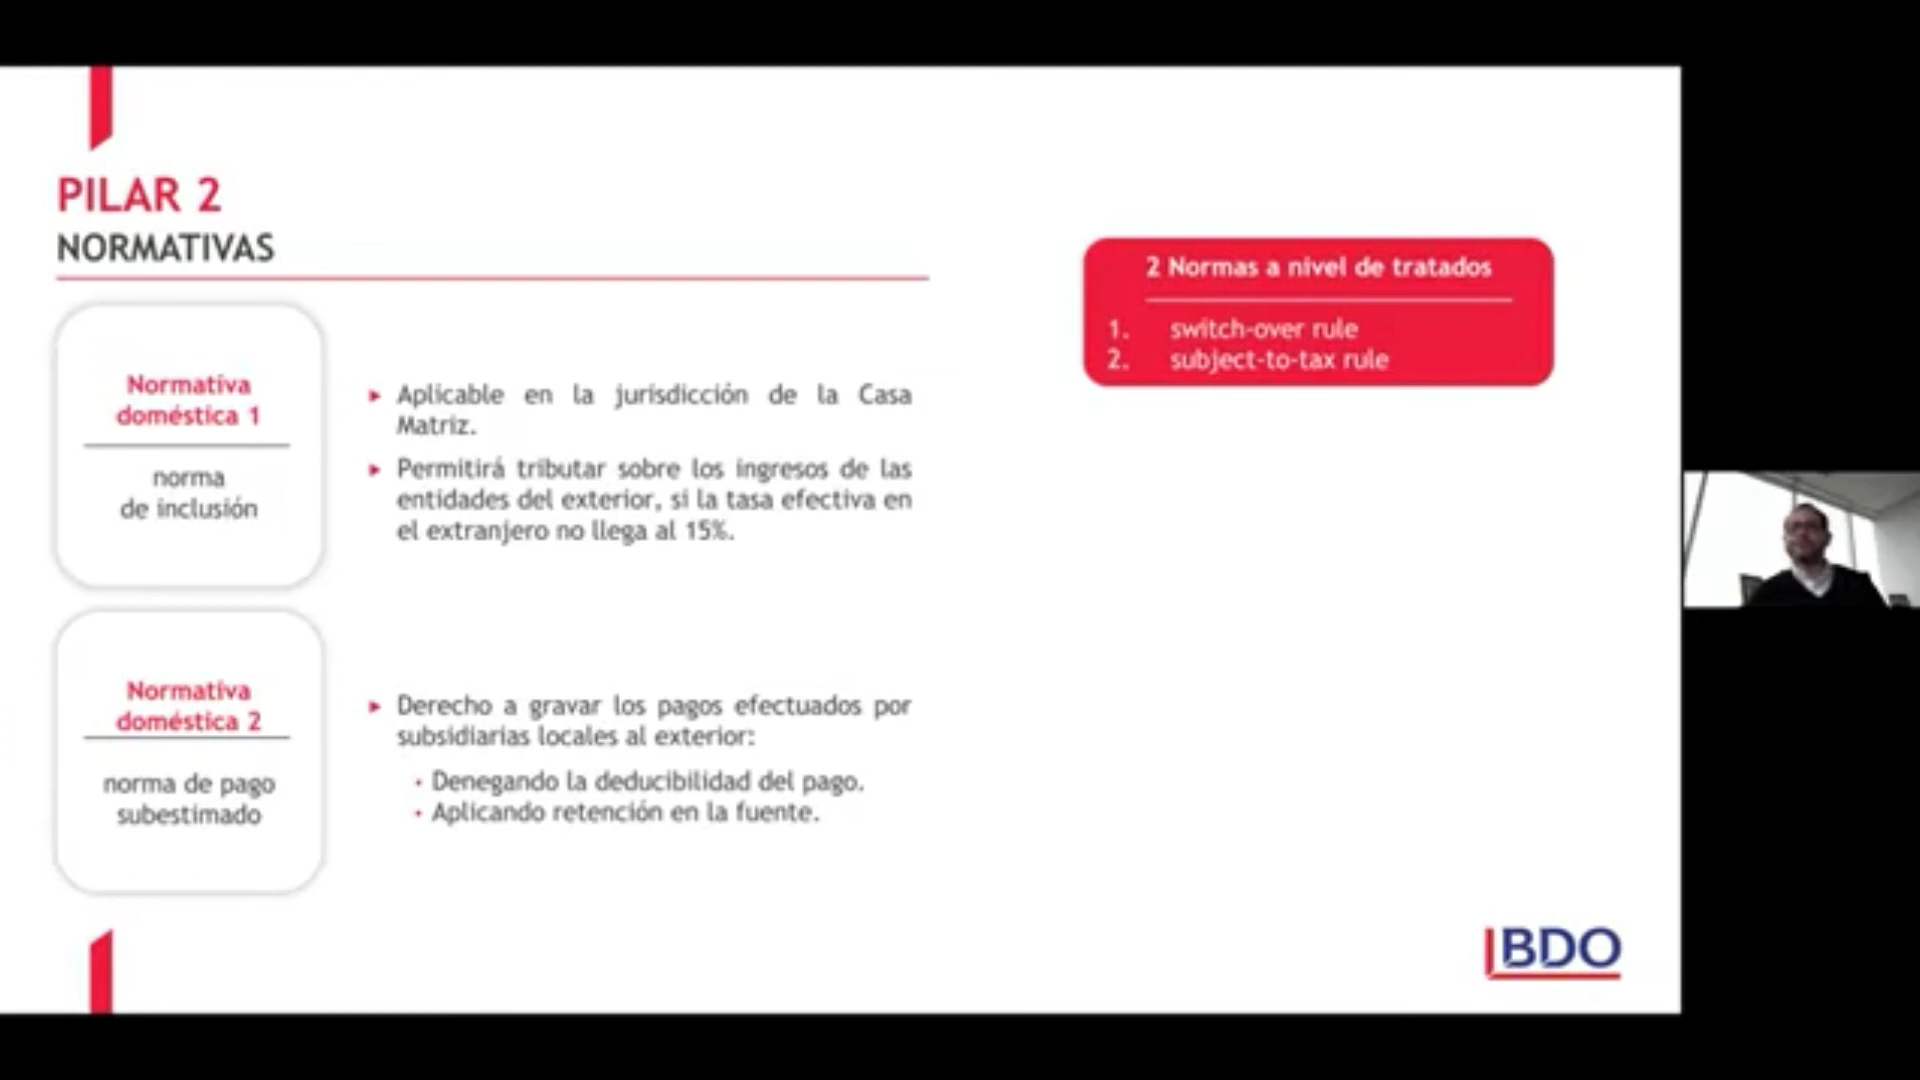 PILAR 2
NORMATIVAS
Normativa
doméstica 1
norma
de inclusión
► Aplicable en la jurisdicción de la Casa
Matriz.
► Permitirá tributar sobre los ingresos de las
entidades del exterior, si la tasa efectiva en
el extranjero no llega al 15%.
Normativa
doméstica 2
norma de pago
subestimado
► Derecho a gravar los pagos efectuados por
subsidiarias locales al exterior:
• Denegando la deducibilidad del pago.
• Aplicando retención en la fuente.
2 Normas a nivel de tratados
1. switch-over rule
2. subject-to-tax rule
BDO